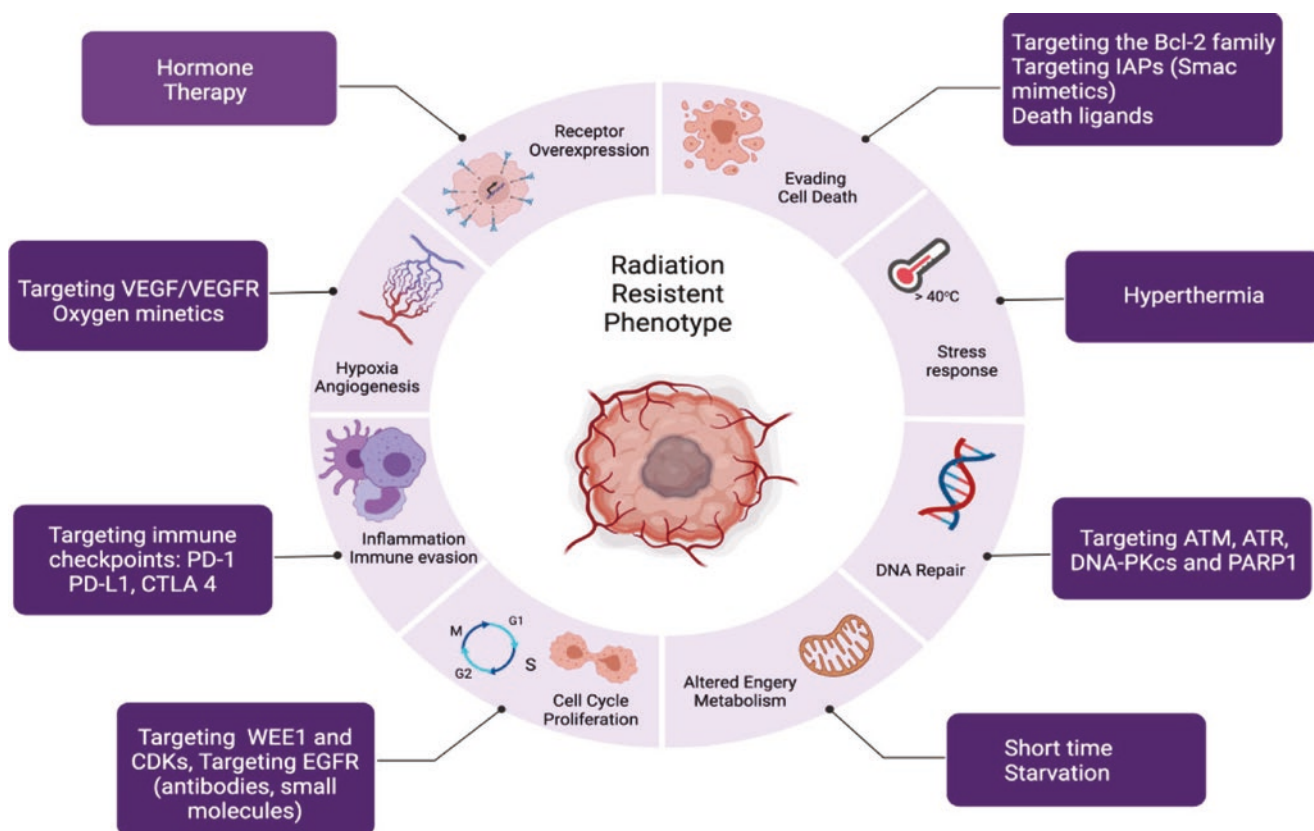 Hormone
Therapy
Receptor
Overexpression
Targeting the Bcl-2 family
Targeting IAPs (Smac
mimetics)
Death ligands
Evading
Cell Death
Radiation
Resistent
Phenotype
> 40°C
Stress
response
Hyperthermia
Targeting VEGF/VEGFR
Oxygen minetics
Hypoxia
Angiogenesis
Targeting immune
checkpoints: PD-1
PD-L1, CTLA 4
Inflammation
Immune evasion
DNA Repair
Targeting ATM, ATR,
DNA-PKcs and PARP1
M
G1
G2
S
Cell Cycle
Proliferation
Targeting WEE1 and
CDKs, Targeting EGFR
(antibodies, small
molecules)
Altered Engery
Metabolism
Short time
Starvation